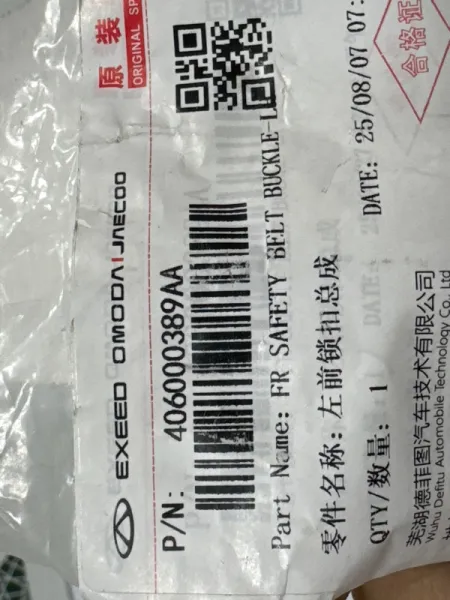 EXEED OMODA | JAECOO
原装
ORIGINAL SP
P/N: 406000389AA
Part Name: FR SAFETY BELT BUCKLE-L
零件名称: 左前锁扣总成
QTY/数量: 1
DATE: 25/08/07 07:
合格证
芜湖德菲图汽车技术有限公司
Wuhu Defitu Automobile Technology Co., Ltd